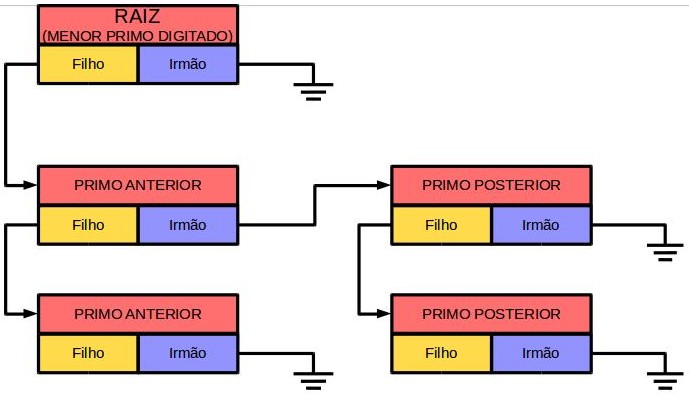 RAIZ
(MENOR PRIMO DIGITADO)
Filho Irmão
PRIMO ANTERIOR PRIMO POSTERIOR
Filho Irmão Filho Irmão
PRIMO ANTERIOR PRIMO POSTERIOR
Filho Irmão Filho Irmão